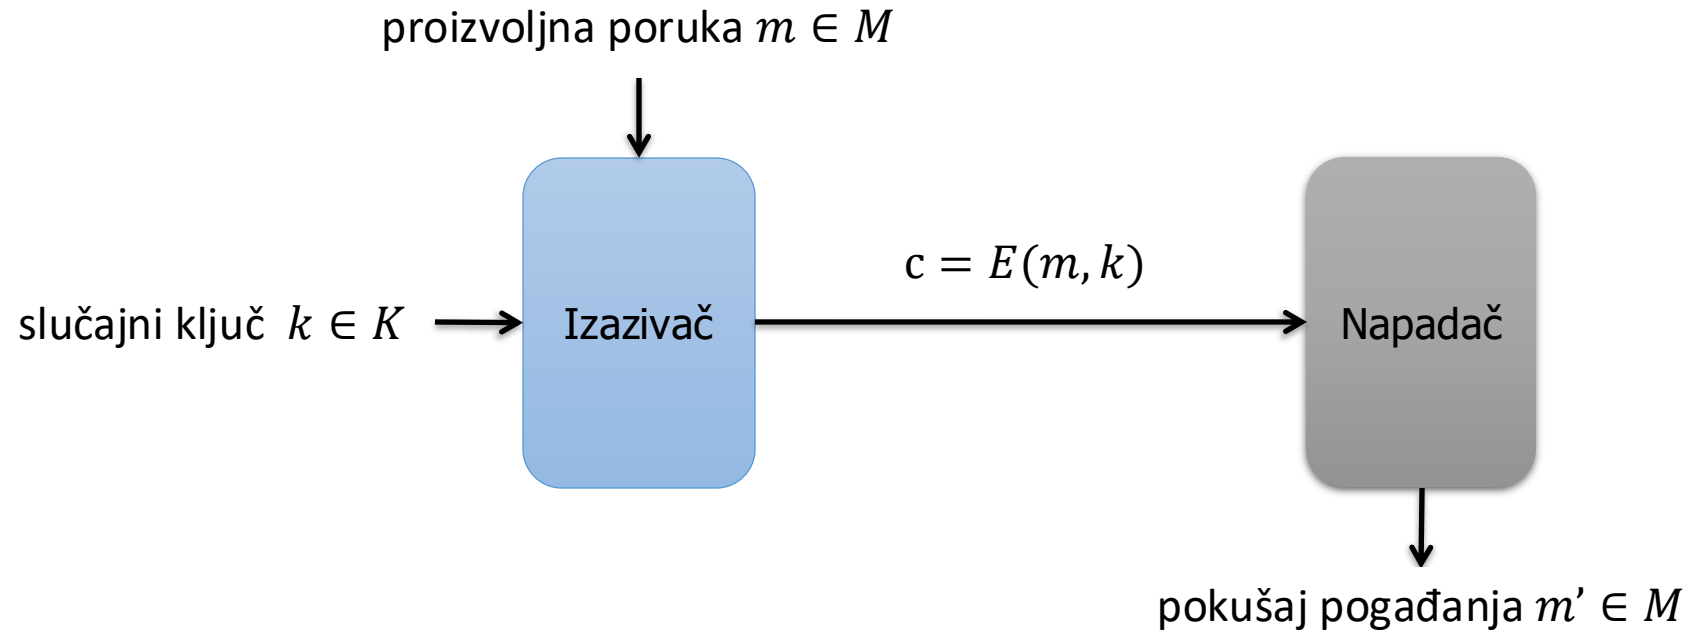 proizvoljna poruka m ∈ M
c = E(m, k)
slučajni ključ k ∈ K
Izazivač
Napadač
pokušaj pogađanja m’ ∈ M